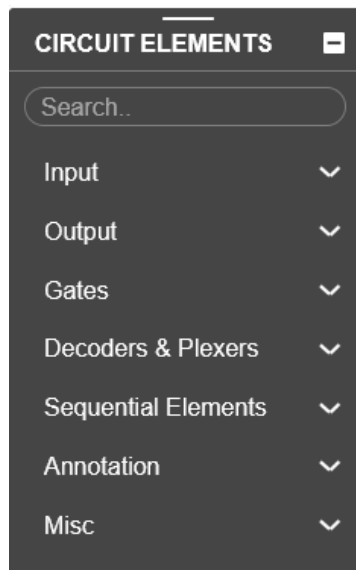 CIRCUIT ELEMENTS
Search..
Input
Output
Gates
Decoders & Plexers
Sequential Elements
Annotation
Misc